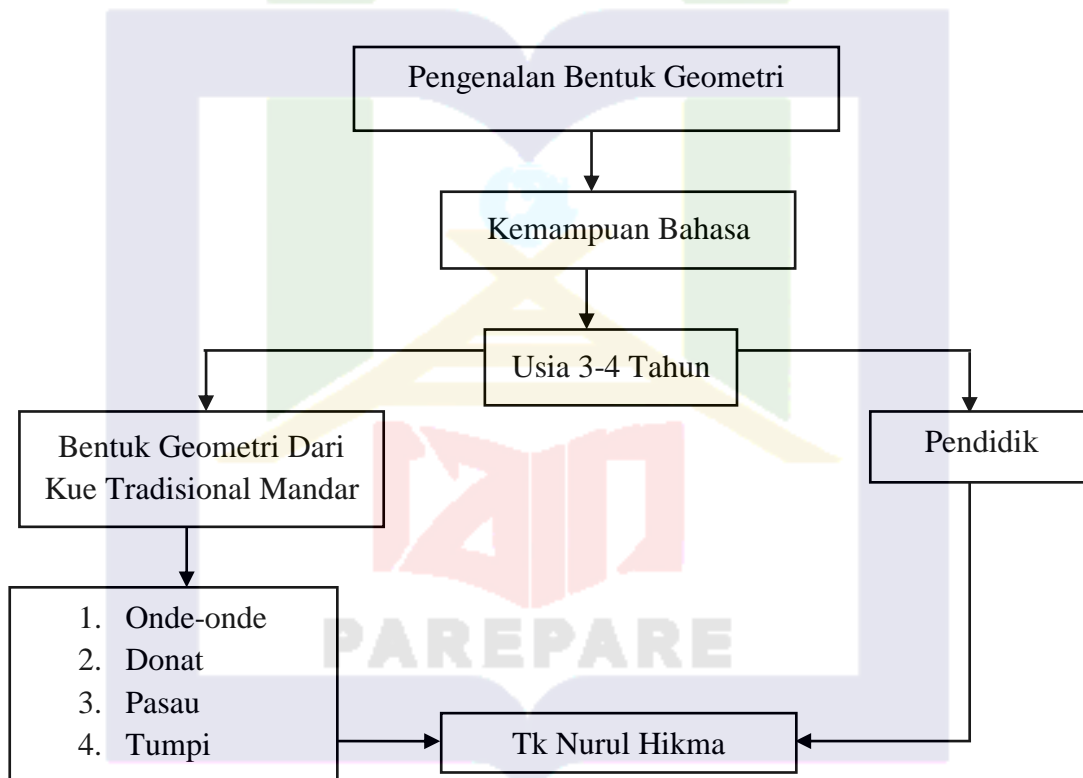 Pengenalan Bentuk Geometri
Kemampuan Bahasa
Usia 3-4 Tahun
Bentuk Geometri Dari
Kue Tradisional Mandar
Pendidik
1. Onde-onde
2. Donat
3. Pasau
4. Tumpi
Tk Nurul Hikma
iain
PAREPARE